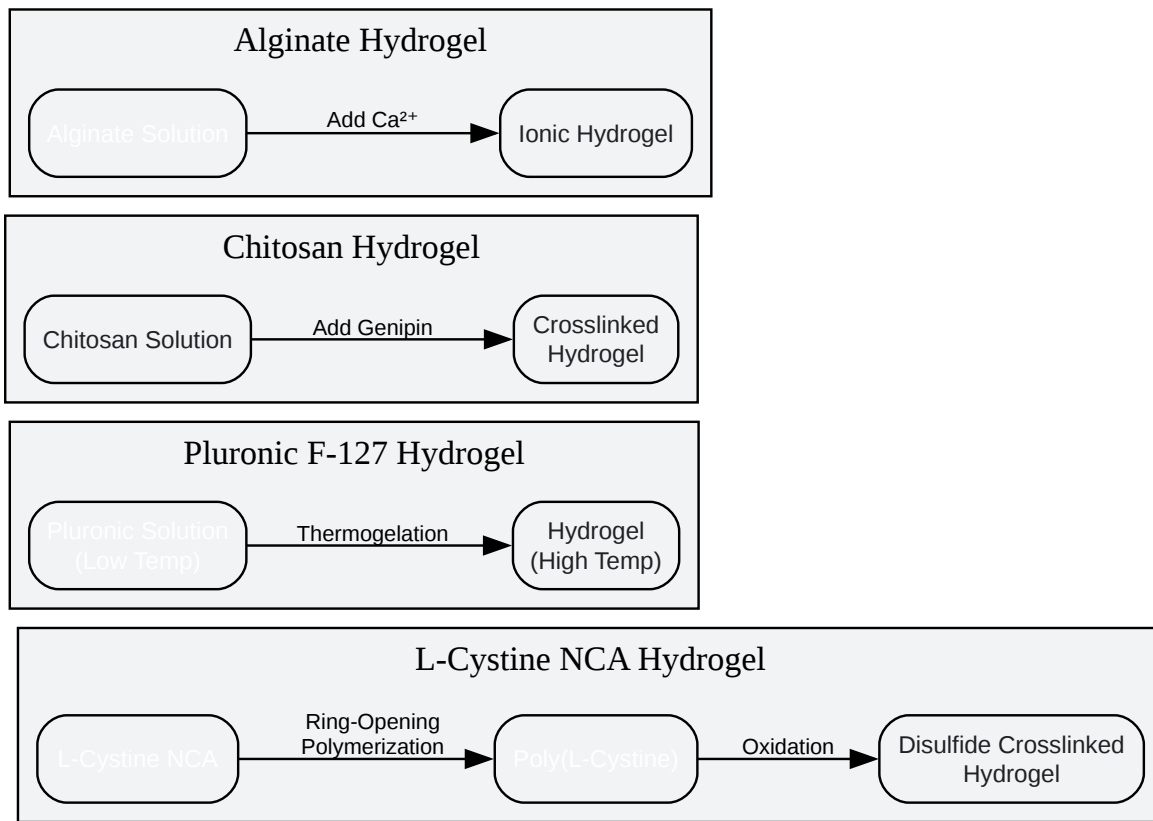 Alginate Hydrogel
Alginate Solution
Add Ca²⁺
Ionic Hydrogel
Chitosan Hydrogel
Chitosan Solution
Add Genipin
Crosslinked
Hydrogel
Pluronic F-127 Hydrogel
Pluronic Solution
(Low Temp)
Thermogelation
Hydrogel
(High Temp)
L-Cystine NCA Hydrogel
L-Cystine NCA
Ring-Opening
Polymerization
Poly(L-Cystine)
Oxidation
Disulfide Crosslinked
Hydrogel